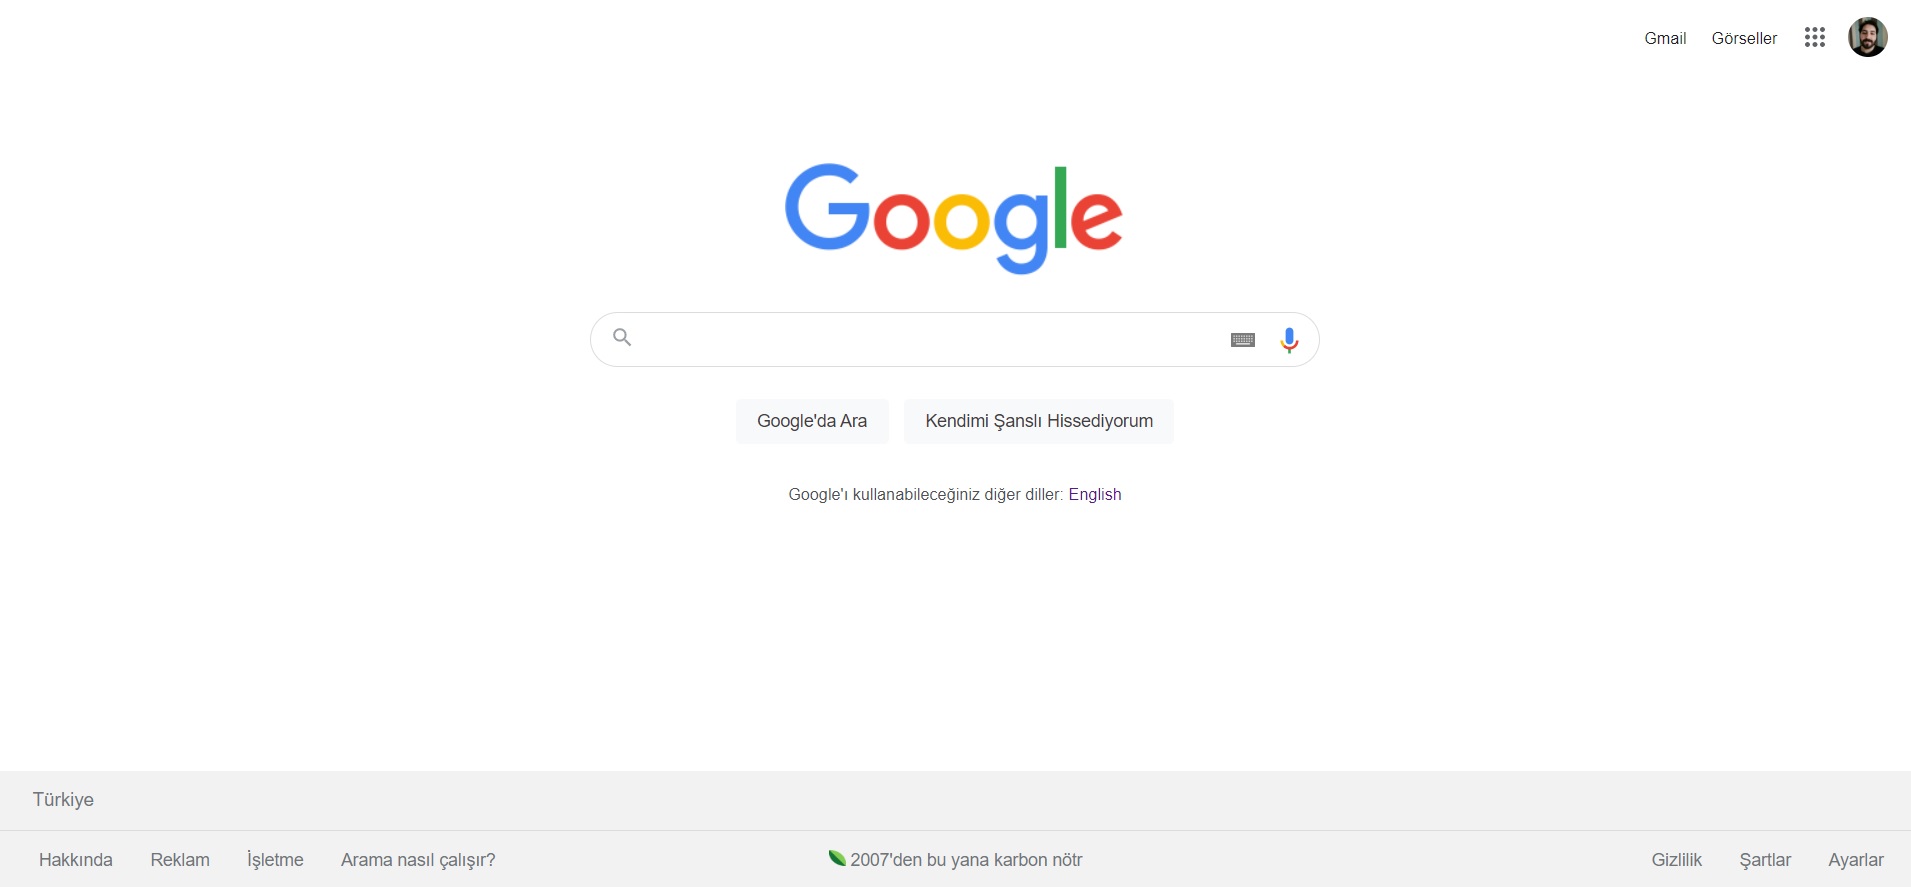 Gmail Görseller
Google
Google'da Ara Kendimi Şanslı Hissediyorum
Google'ı kullanabileceğiniz diğer diller: English
Türkiye
Hakkında Reklam İşletme Arama nasıl çalışır? 2007'den bu yana karbon nötr Gizlilik Şartlar Ayarlar